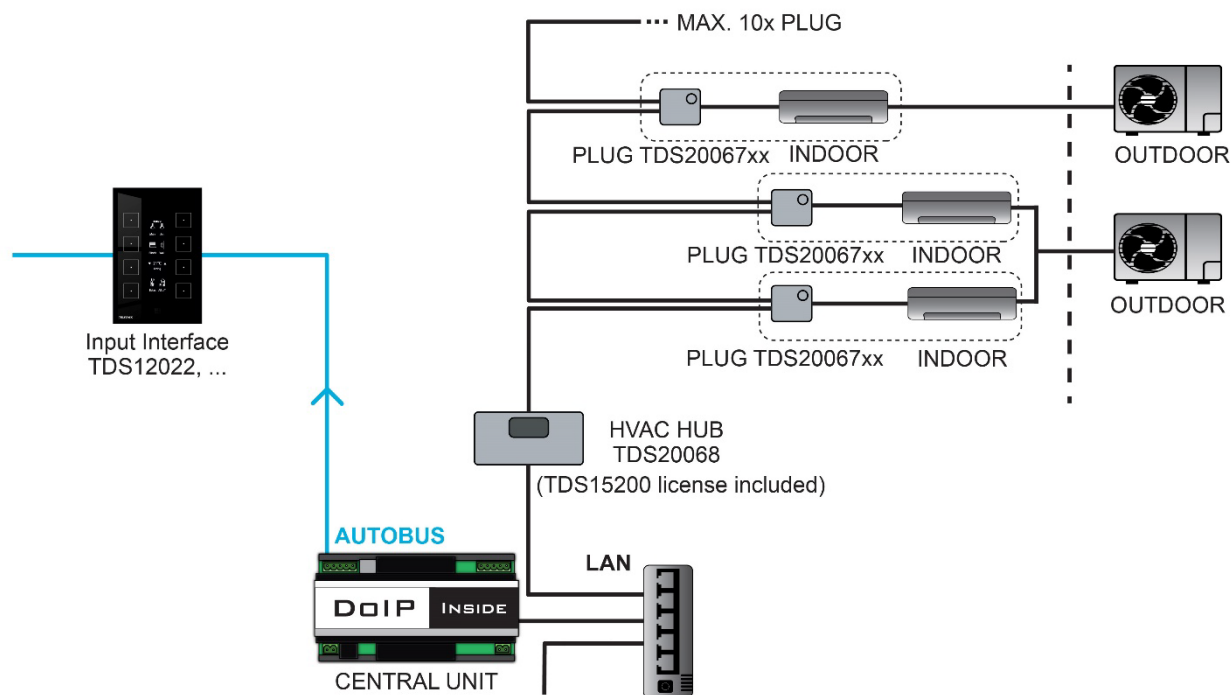 MAX. 10x PLUG
PLUG TDS20067xx
INDOOR
OUTDOOR
PLUG TDS20067xx
INDOOR
OUTDOOR
PLUG TDS20067xx
INDOOR
Input Interface
TDS12022, ...
HVAC HUB
TDS20068
(TDS15200 license included)
AUTOBUS
LAN
DoIP
INSIDE
CENTRAL UNIT